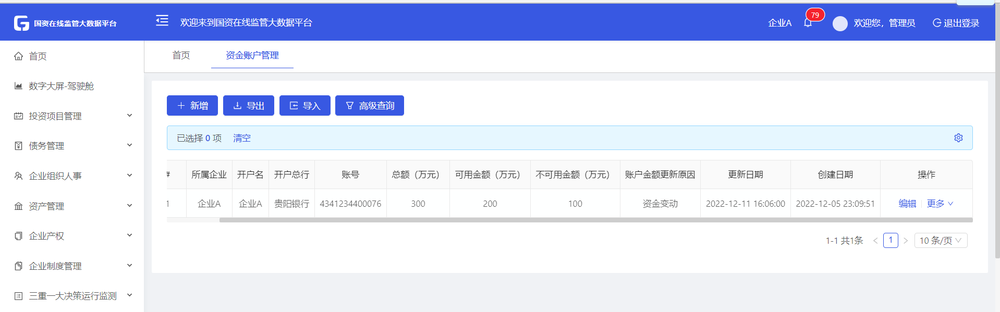 国资在线监管大数据平台
欢迎来到国资在线监管大数据平台
企业A
79
欢迎您，管理员
退出登录
首页
数字大屏-驾驶舱
投资项目管理
债务管理
企业组织人事
资产管理
企业产权
企业制度管理
三重一大决策运行监测
首页 资金账户管理
新增 导出 导入 高级查询
已选择 0 项 清空
# 所属企业 开户名 开户总行 账号 总额（万元） 可用金额（万元） 不可用金额（万元） 账户金额更新原因 更新日期 创建日期 操作
1 企业A 企业A 贵阳银行 4341234400076 300 200 100 资金变动 2022-12-11 16:06:00 2022-12-05 23:09:51 编辑 更多
1-1 共1条 < 1 > 10 条/页